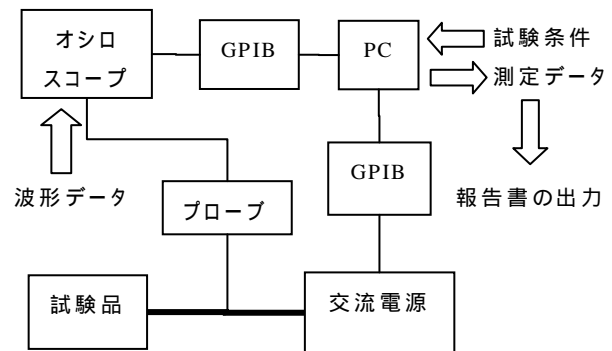 オシロ
スコープ
GPIB
PC
試験条件
測定データ
波形データ
プローブ
GPIB
報告書の出力
試験品
交流電源